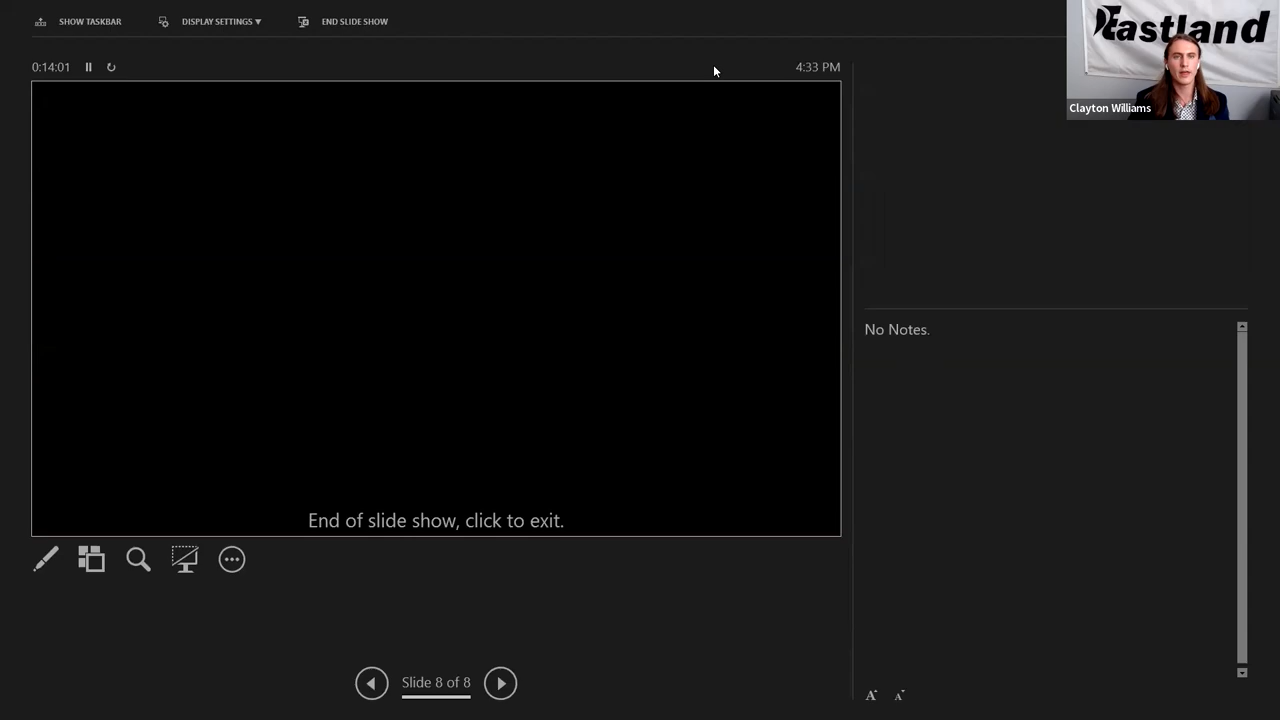 SHOW TASKBAR
DISPLAY SETTINGS ▼
END SLIDE SHOW
Eastland
Clayton Williams
0:14:01
4:33 PM
End of slide show, click to exit.
No Notes.
Slide 8 of 8
A A